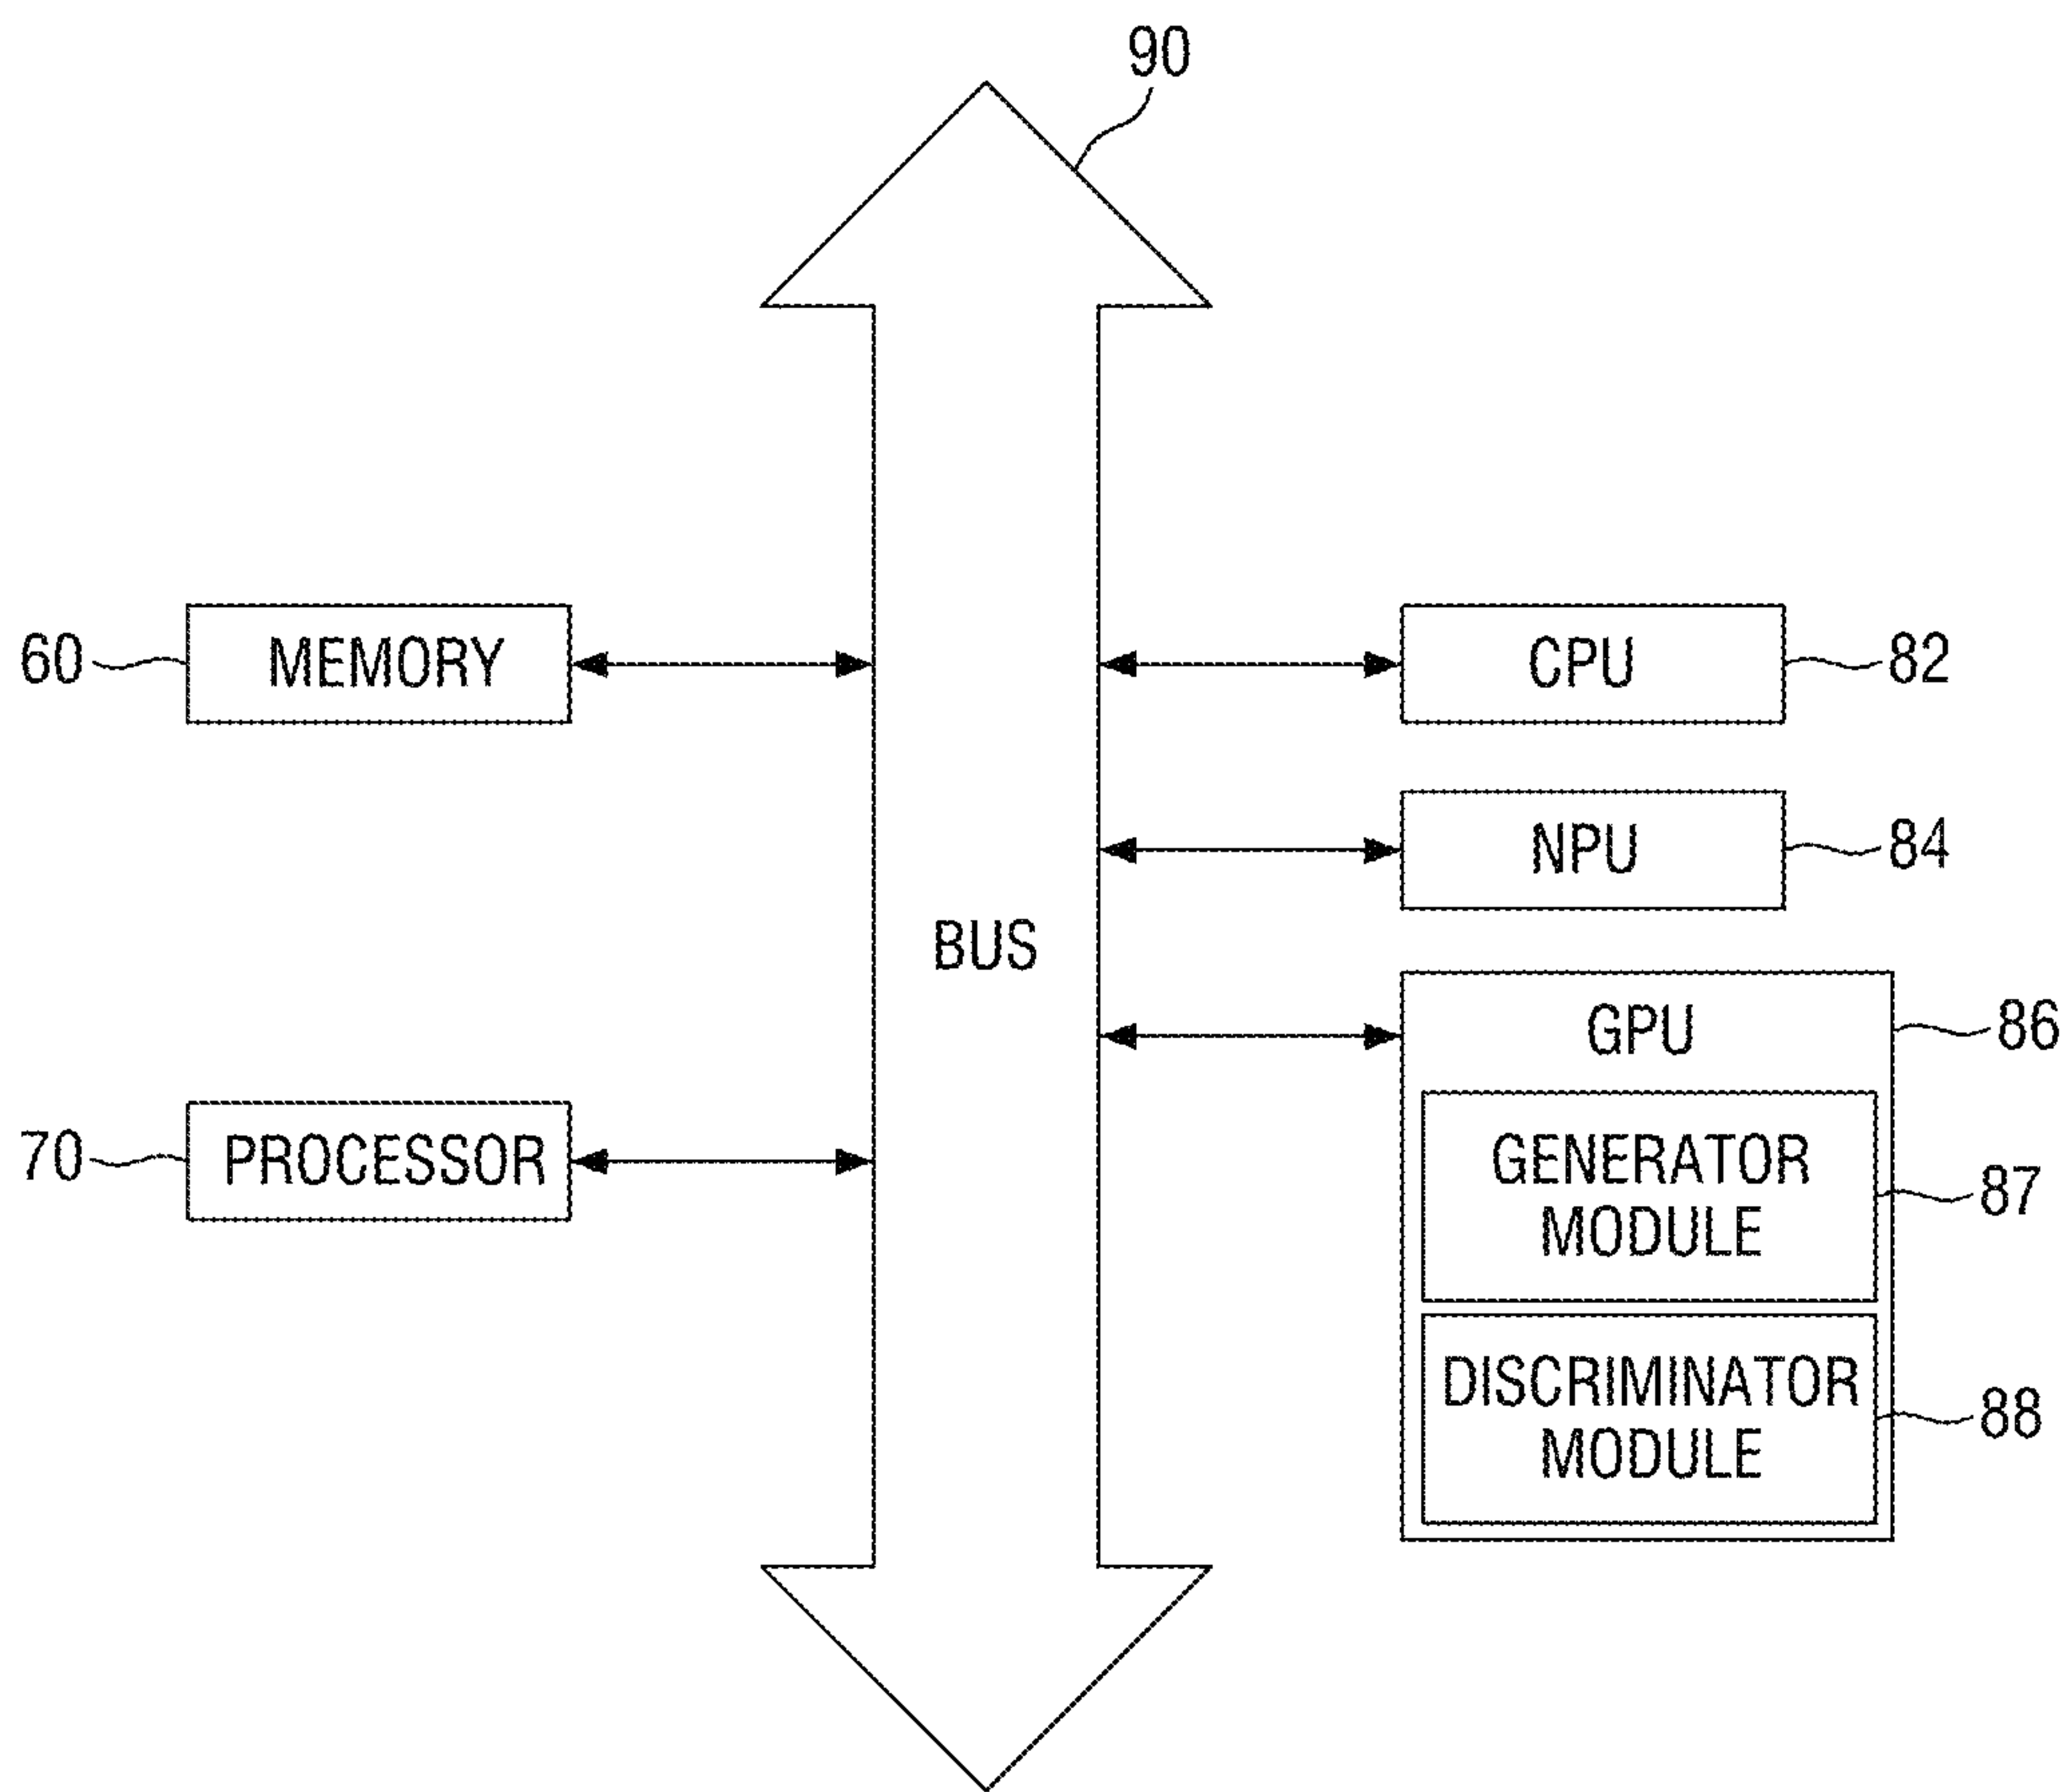 90
60
MEMORY
CPU
82
NPU
84
BUS
GPU
86
70
PROCESSOR
GENERATOR
MODULE
87
DISCRIMINATOR
MODULE
88